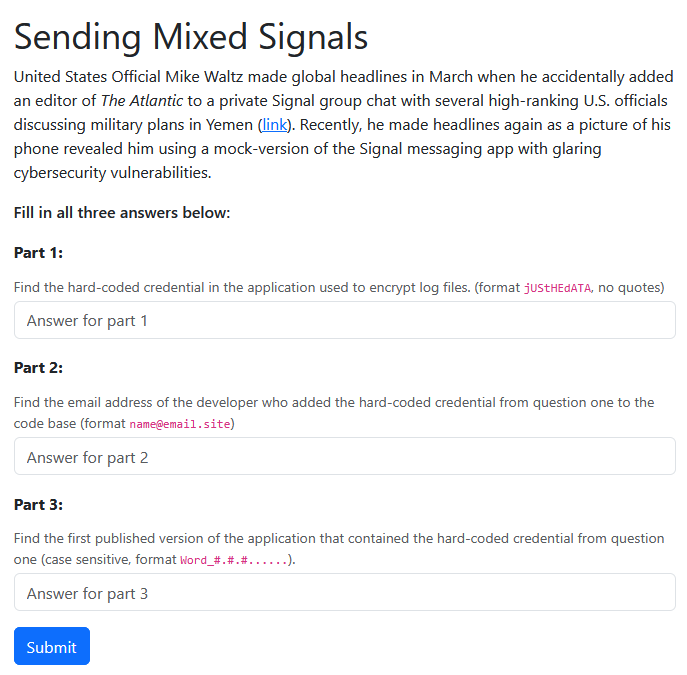 Sending Mixed Signals
United States Official Mike Waltz made global headlines in March when he accidentally added
an editor of The Atlantic to a private Signal group chat with several high-ranking U.S. officials
discussing military plans in Yemen (link). Recently, he made headlines again as a picture of his
phone revealed him using a mock-version of the Signal messaging app with glaring
cybersecurity vulnerabilities.
Fill in all three answers below:
Part 1:
Find the hard-coded credential in the application used to encrypt log files. (format jUStHEdATA, no quotes)
Answer for part 1
Part 2:
Find the email address of the developer who added the hard-coded credential from question one to the
code base (format name@email.site)
Answer for part 2
Part 3:
Find the first published version of the application that contained the hard-coded credential from question
one (case sensitive, format Word_#.#.#......).
Answer for part 3
Submit